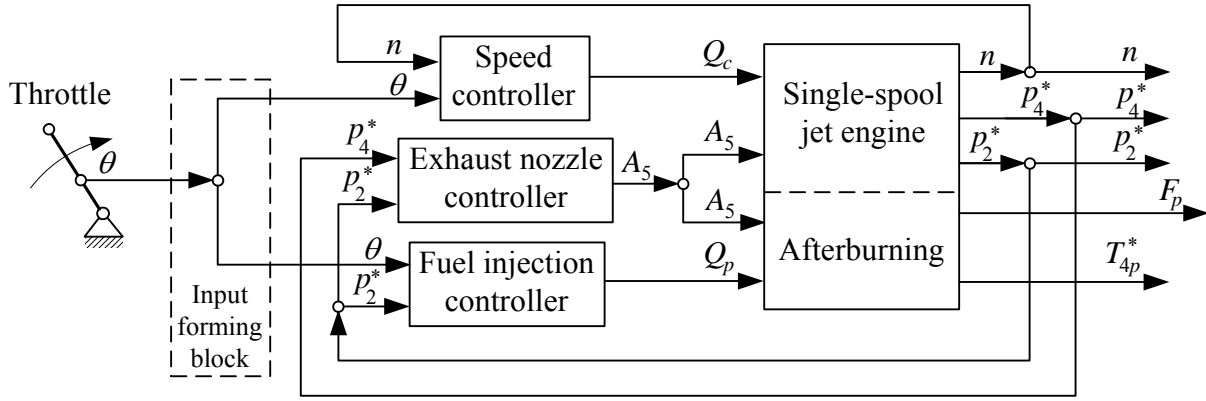 Throttle
θ
Input
forming
block
n
θ
Speed
controller
Q_c
p_4^*
p_2^*
Exhaust nozzle
controller
A_5
A_5
A_5
θ
p_2^*
Fuel injection
controller
Q_p
Single-spool
jet engine
Afterburning
n
n
p_4^*
p_4^*
p_2^*
p_2^*
F_p
T_{4p}^*